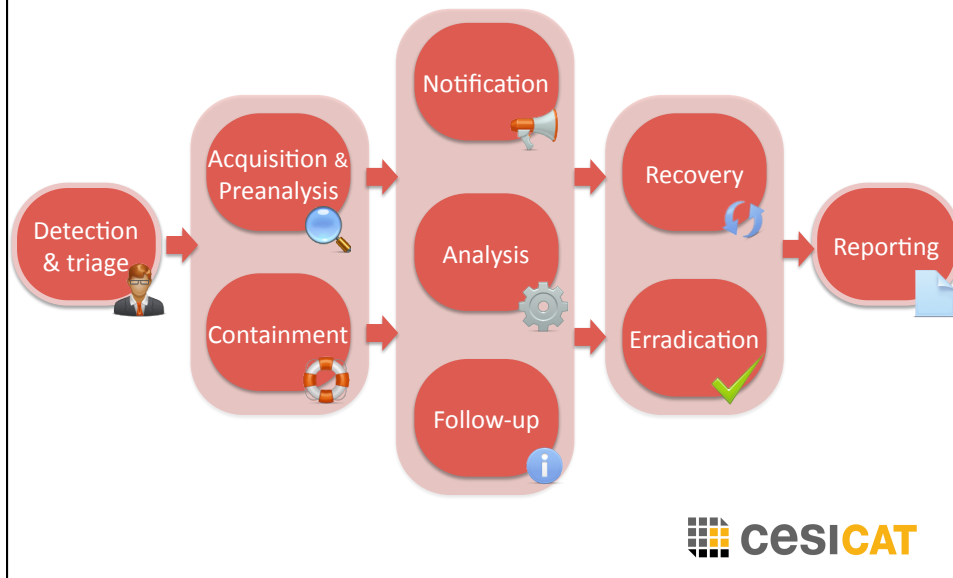 Detection
& triage
Acquisition &
Preanalysis
Containment
Notification
Analysis
Follow-up
Recovery
Erradication
Reporting
cesicat